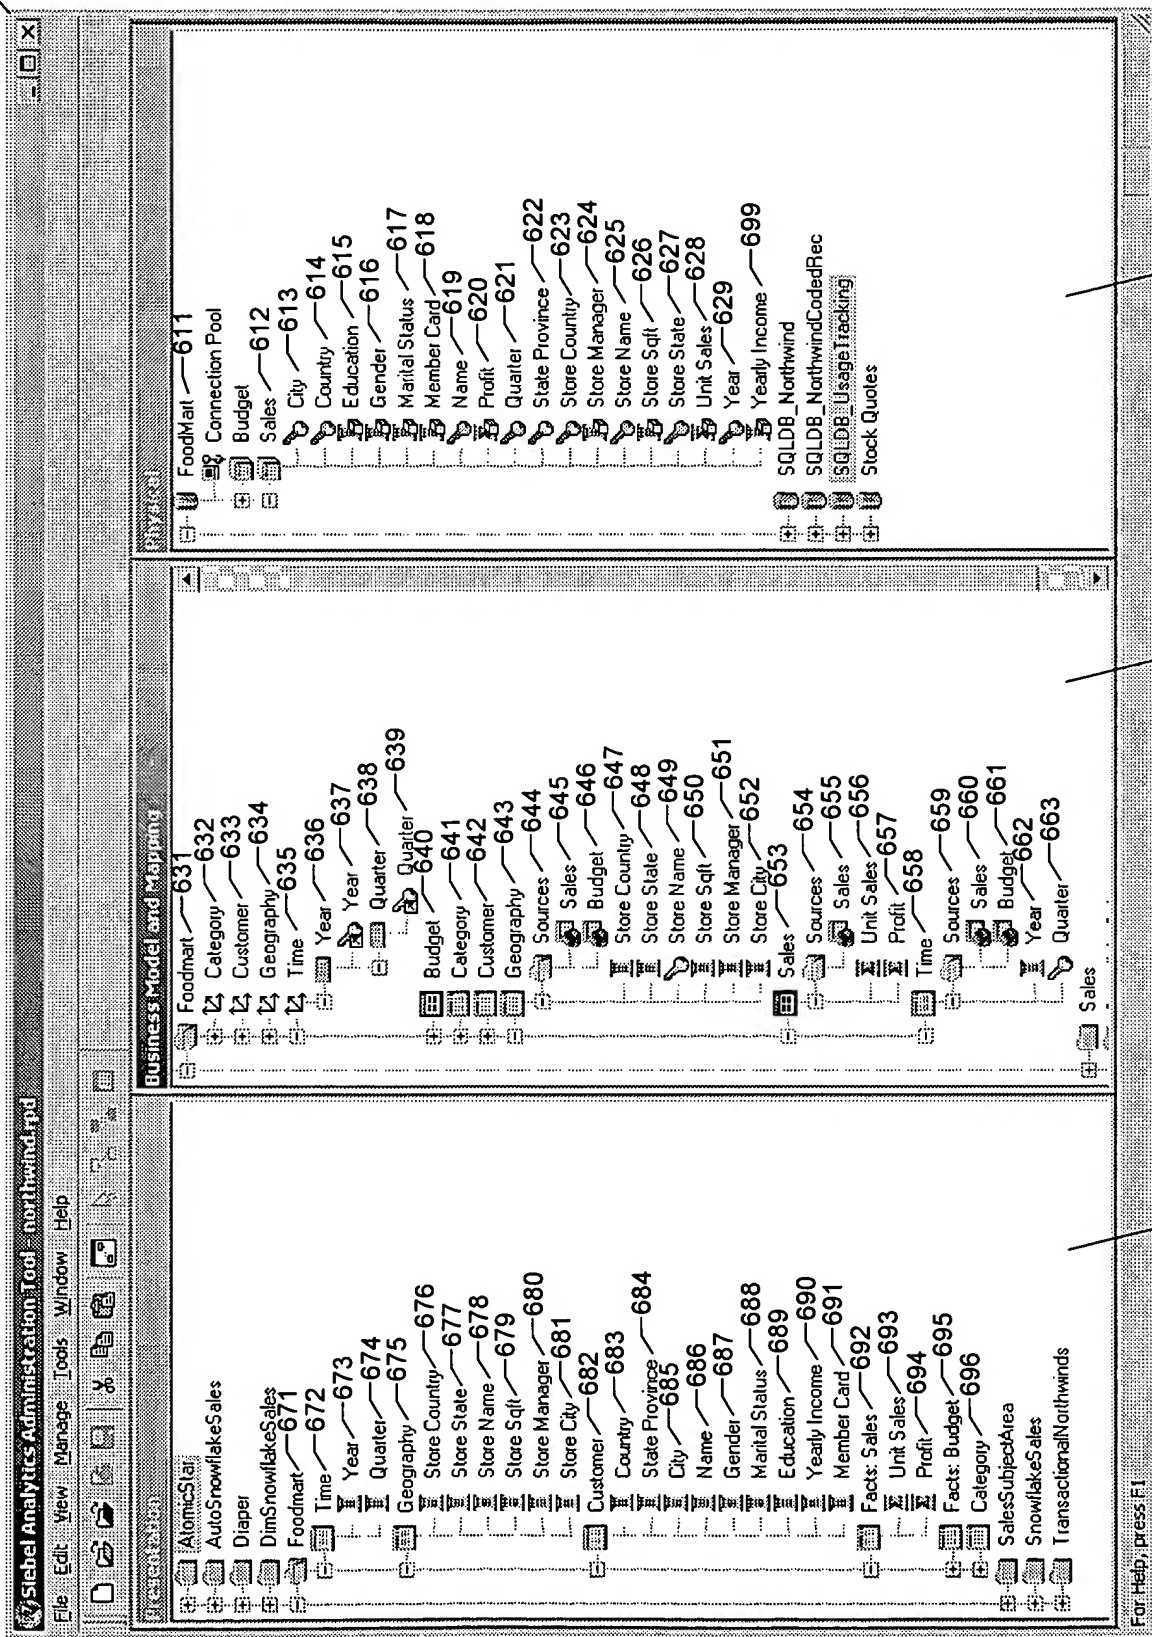 Siebel Analytics Administration Tool - northwind.rpd
File Edit View Manage Tools Window Help
Presentation
AtomicStar
AutoSnowflakeSales
Diaper
DimSnowflakeSales
Foodmart 671
Time 672
Year 673
Quarter 674
Geography 675
Store Country 676
Store State 677
Store Name 678
Store Sqft 679
Store Manager 680
Store City 681
Customer 682
Country 683
State Province 684
City 685
Name 686
Gender 687
Marital Status 688
Education 689
Yearly Income 690
Member Card 691
Facts: Sales 692
Unit Sales 693
Profit 694
Facts: Budget 695
Category 696
SalesSubjectArea
SnowflakeSales
TransactionalNorthwinds
Business Model and Mapping
Foodmart 631
Category 632
Customer 633
Geography 634
Time 635
Year 636
Year 637
Quarter 638
Quarter 639
Budget 640
Category 641
Customer 642
Geography 643
Sources 644
Sales 645
Budget 646
Store Country 647
Store State 648
Store Name 649
Store Sqft 650
Store Manager 651
Store City 652
Sales 653
Sources 654
Sales 655
Unit Sales 656
Profit 657
Time 658
Sources 659
Sales 660
Budget 661
Year 662
Quarter 663
Sales
Physical
FoodMart 611
Connection Pool
Budget
Sales 612
City 613
Country 614
Education 615
Gender 616
Marital Status 617
Member Card 618
Name 619
Profit 620
Quarter 621
State Province 622
Store Country 623
Store Manager 624
Store Name 625
Store Sqft 626
Store State 627
Unit Sales 628
Year 629
Yearly Income 699
SQLDB_Northwind
SQLDB_NorthwindCodedRec
SQLDB_UsageTracking
Stock Quotes
For Help, press F1